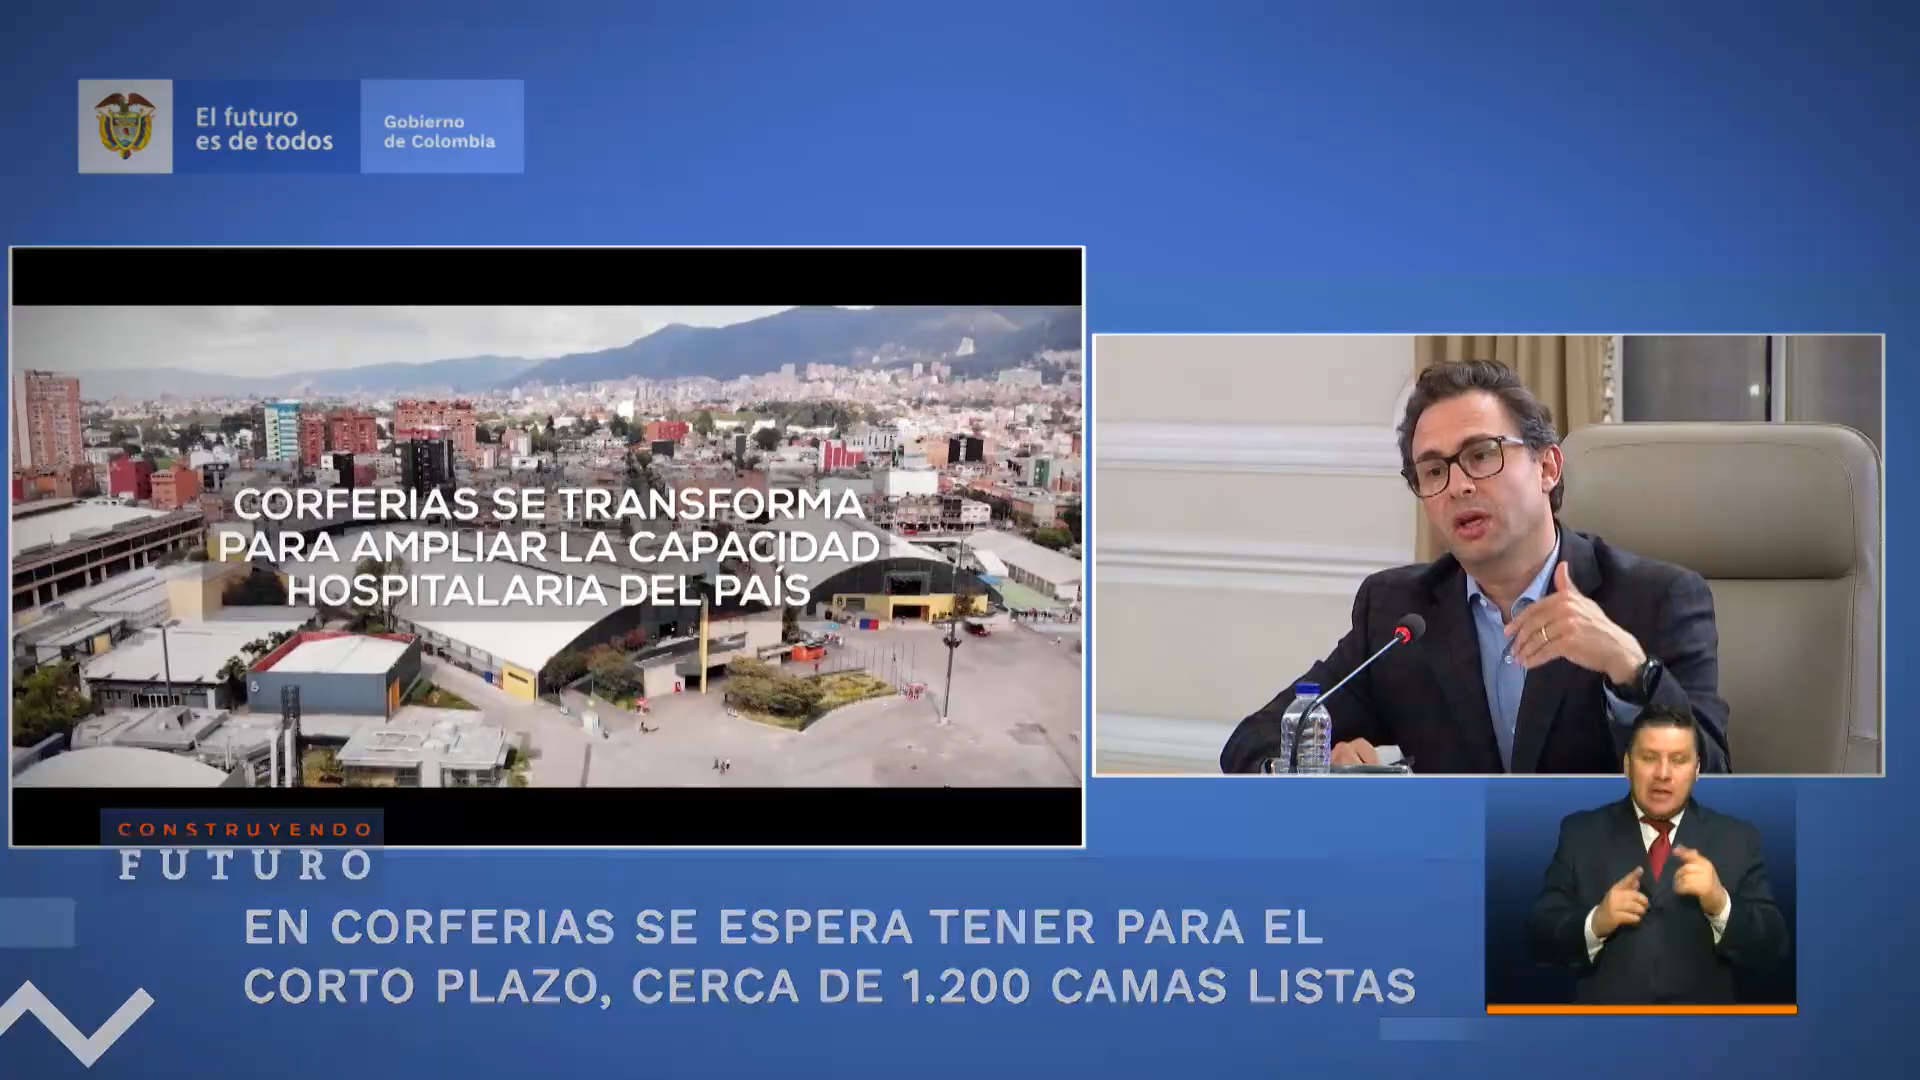 El futuro
es de todos
Gobierno
de Colombia
CORFERIAS SE TRANSFORMA
PARA AMPLIAR LA CAPACIDAD
HOSPITALARIA DEL PAÍS
CONSTRUYENDO
FUTURO
EN CORFERIAS SE ESPERA TENER PARA EL
CORTO PLAZO, CERCA DE 1.200 CAMAS LISTAS